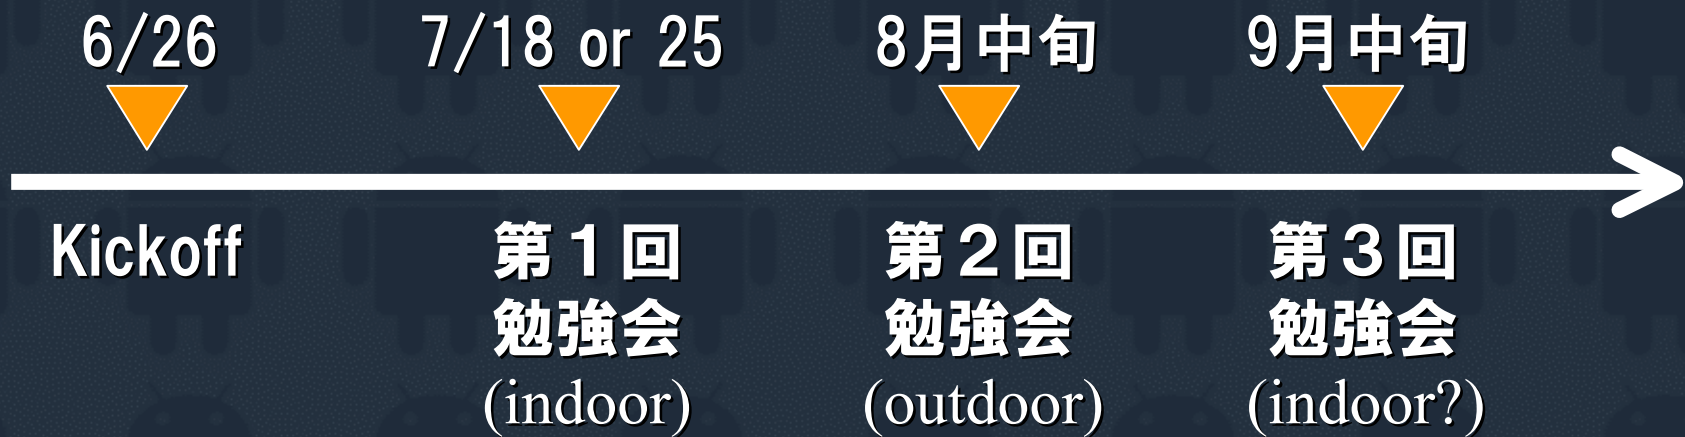 6/26
7/18 or 25
8月中旬
9月中旬
Kickoff
第１回
勉強会
(indoor)
第２回
勉強会
(outdoor)
第３回
勉強会
(indoor?)